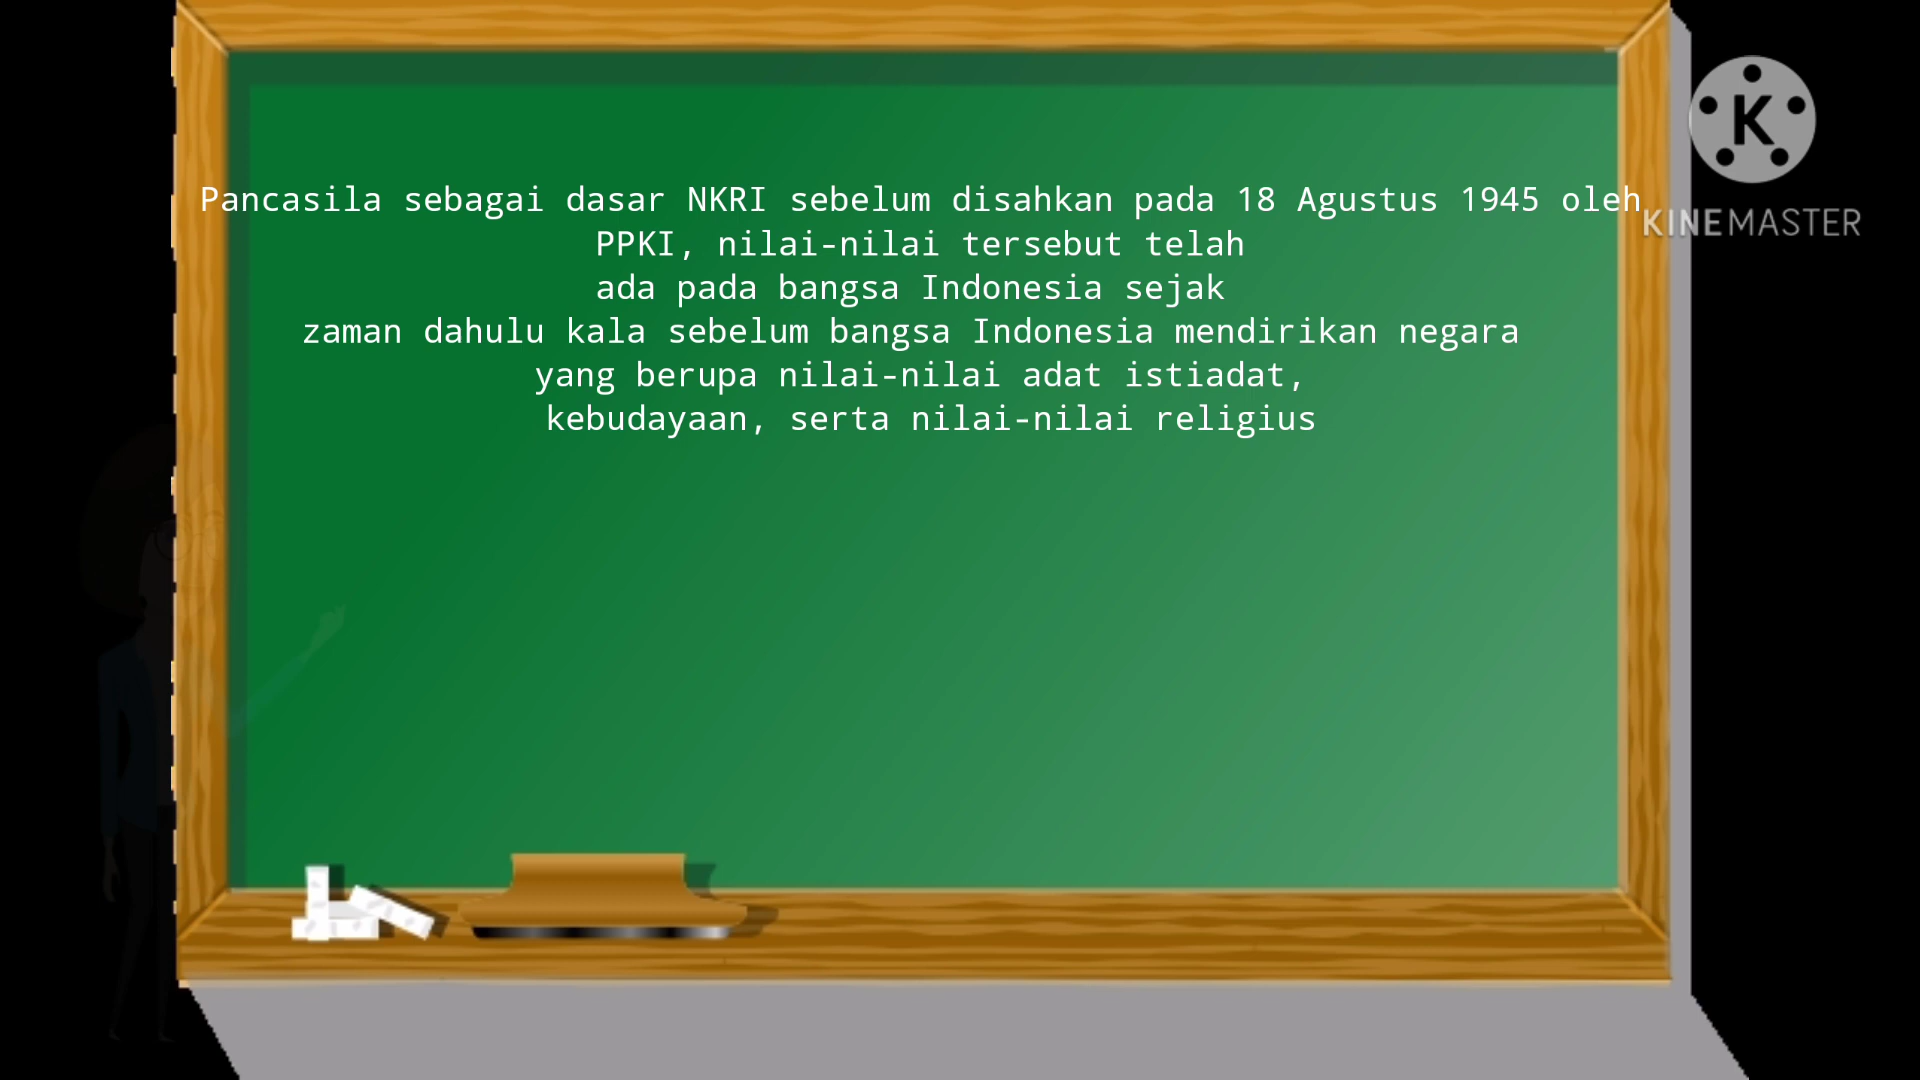 Pancasila sebagai dasar NKRI sebelum disahkan pada 18 Agustus 1945 oleh
PPKI, nilai-nilai tersebut telah
ada pada bangsa Indonesia sejak
zaman dahulu kala sebelum bangsa Indonesia mendirikan negara
yang berupa nilai-nilai adat istiadat,
kebudayaan, serta nilai-nilai religius
K
KINEMASTER